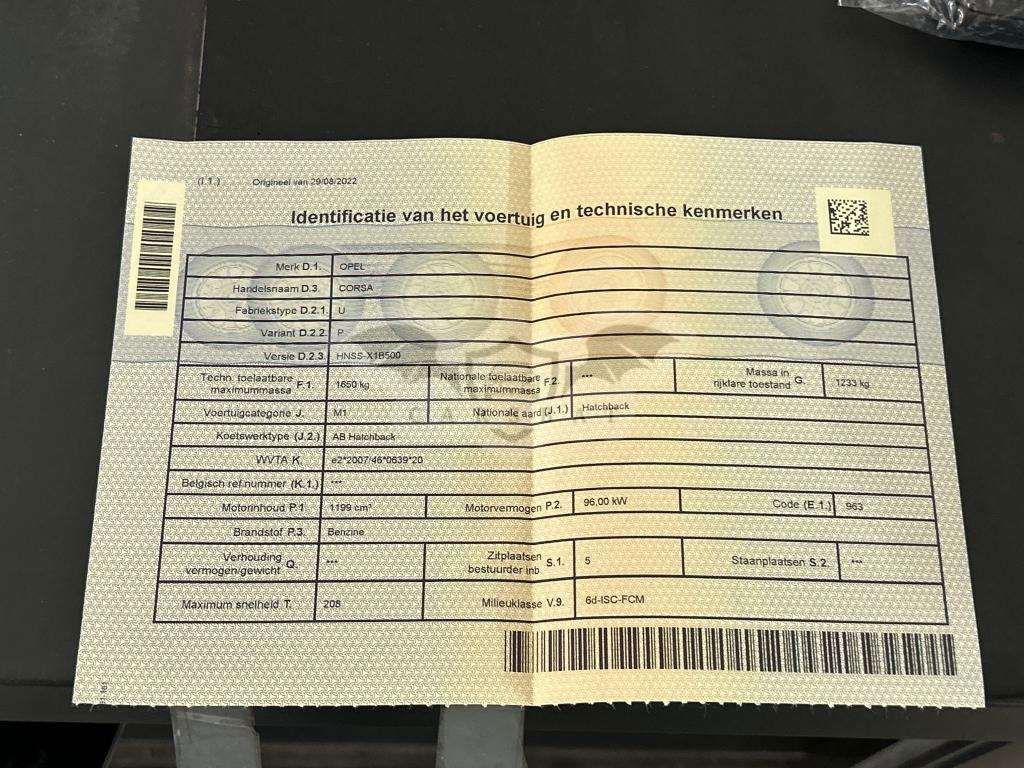 (I.1.) Origineel van 29/08/2022
Identificatie van het voertuig en technische kenmerken
Merk D.1. OPEL
Handelsnaam D.3. CORSA
Fabriekstype D.2.1. U
Variant D.2.2. P
Versie D.2.3. HNSS-X1B500
Techn. toelaatbare maximummassa F.1. 1650 kg Nationale toelaatbare maximummassa F.2. *** Massa in rijklare toestand G. 1233 kg
Voertuigcategorie J. M1 Nationale aard (J.1.) Hatchback
Koetswerktype (J.2.) AB Hatchback
WVTA K. e2*2007/46*0639*20
Belgisch ref.nummer (K.1.) ***
Motorinhoud P.1. 1199 cm³ Motorvermogen P.2. 96,00 kW Code (E.1.) 963
Brandstof P.3. Benzine
Verhouding vermogen/gewicht Q. *** Zitplaatsen bestuurder inb. S.1. 5 Staanplaatsen S.2. ***
Maximum snelheid T. 208 Milieuklasse V.9. 6d-ISC-FCM